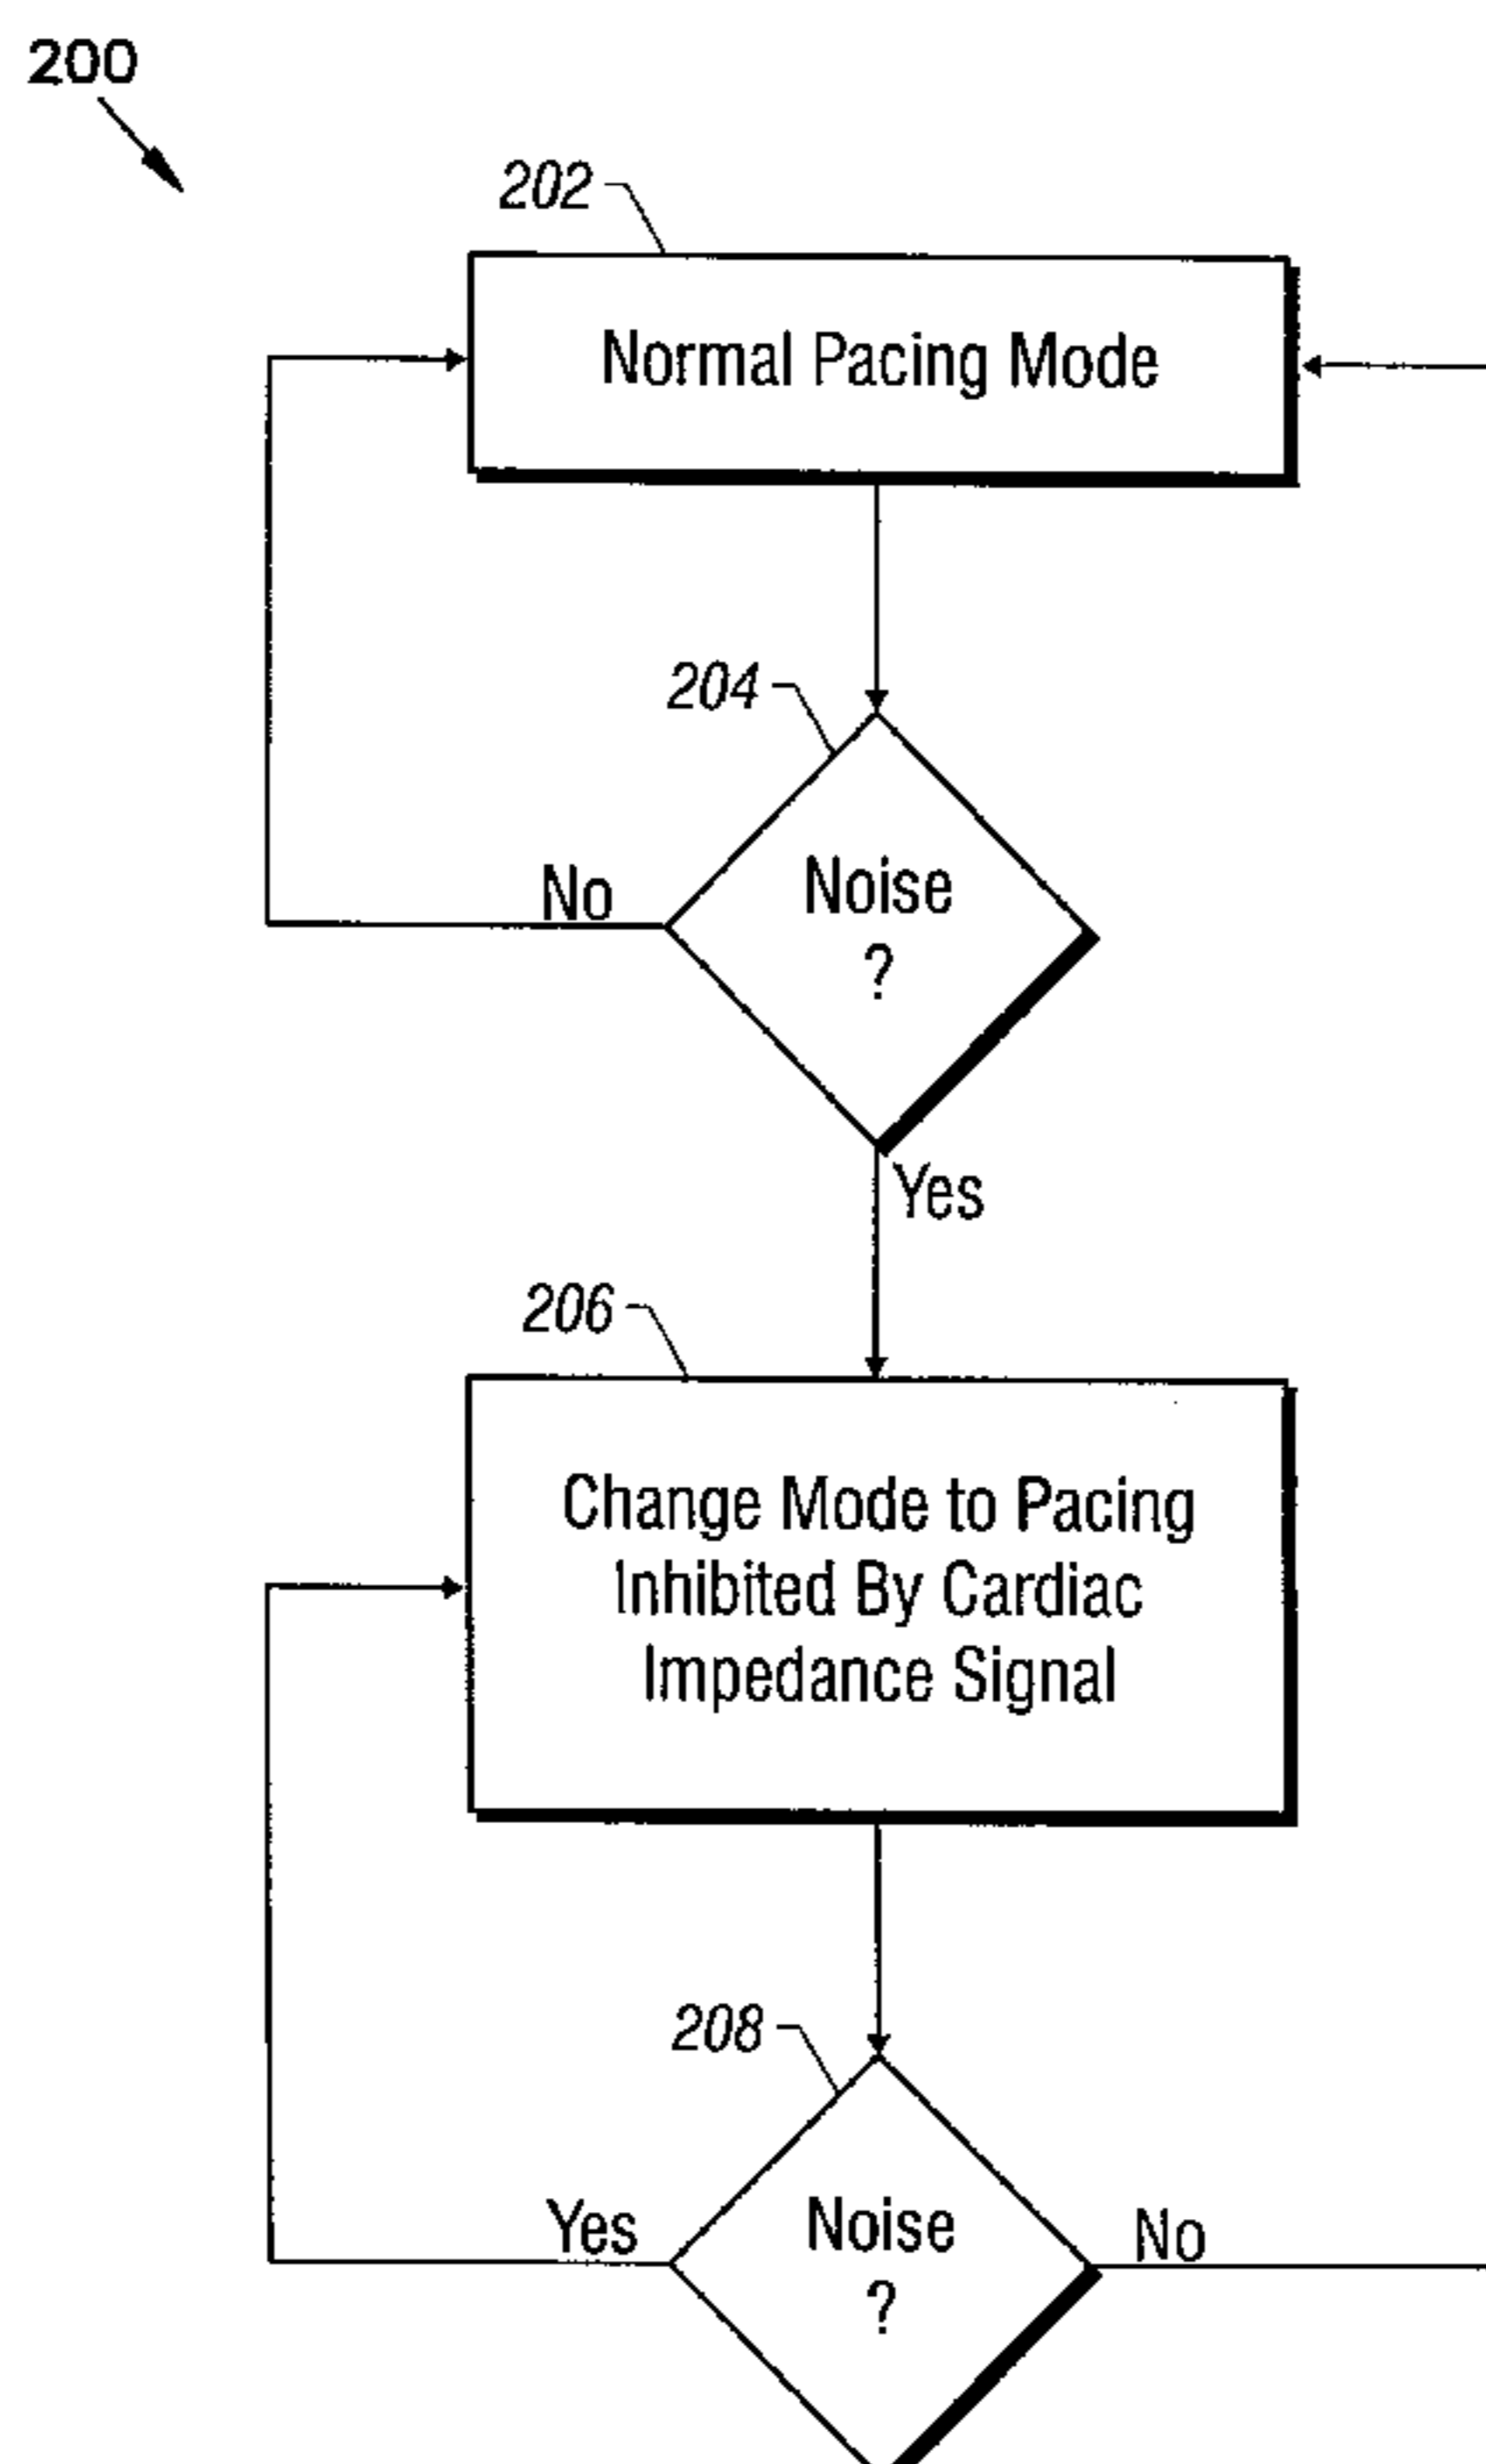 200
202
Normal Pacing Mode
204
Noise
?
No
Yes
206
Change Mode to Pacing
Inhibited By Cardiac
Impedance Signal
208
Noise
?
Yes
No